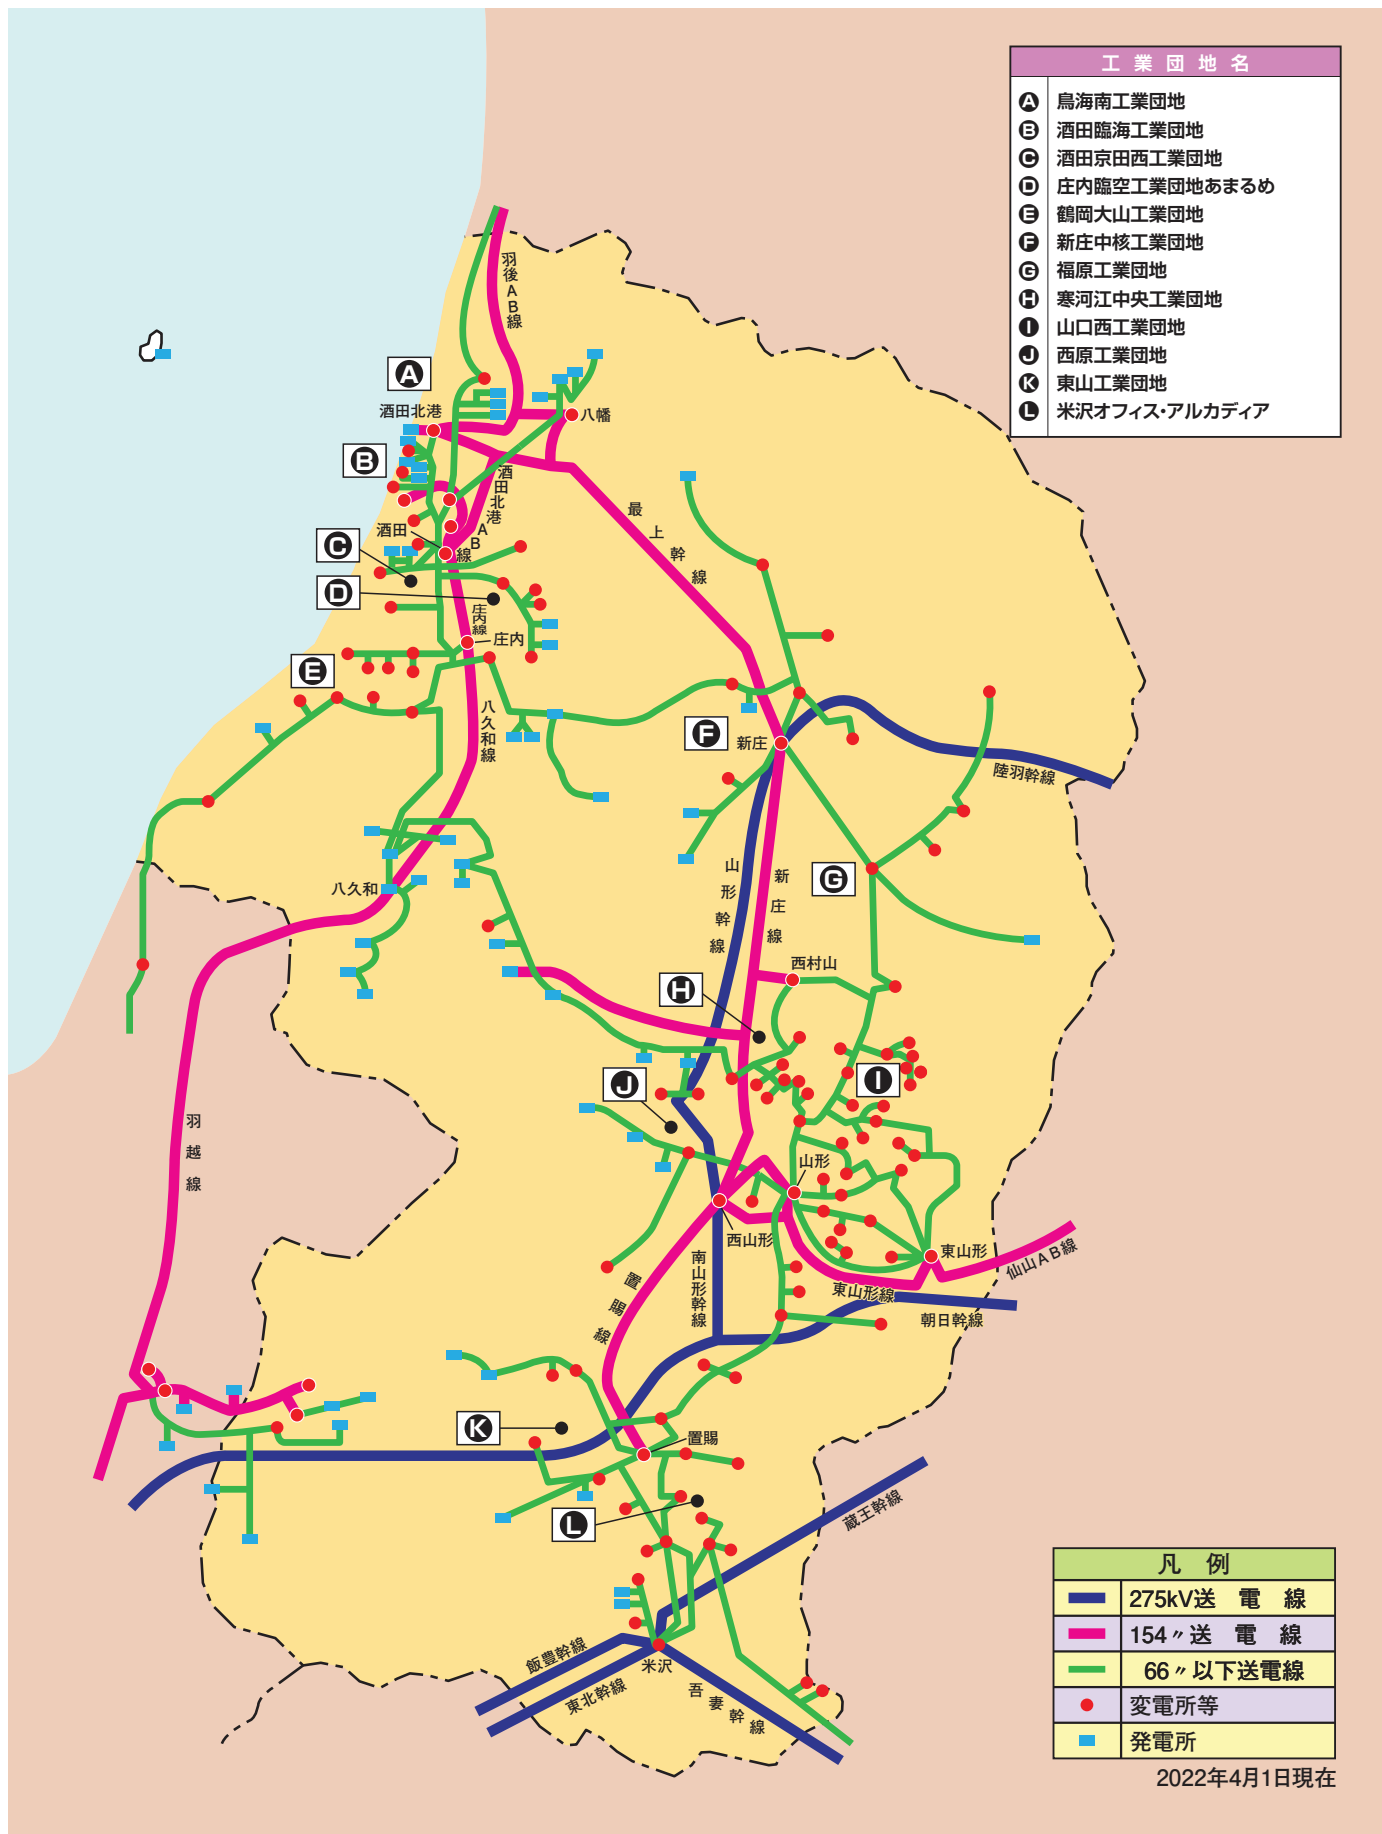 工業団地名
A 鳥海南工業団地
B 酒田臨海工業団地
C 酒田京田西工業団地
D 庄内臨空工業団地あまるめ
E 鶴岡大山工業団地
F 新庄中核工業団地
G 福原工業団地
H 寒河江中央工業団地
I 山口西工業団地
J 西原工業団地
K 東山工業団地
L 米沢オフィス・アルカディア
羽後AB線
A
酒田北港
八幡
B
酒田北港AB線
最上幹線
酒田
C
D
庄内線
庄内
E
八久和線
F
新庄
陸羽幹線
山形幹線
新庄線
G
八久和
西村山
H
J
I
羽越線
山形
西山形
東山形
仙山AB線
置賜線
南山形幹線
東山形線
朝日幹線
K
置賜
L
蔵王幹線
飯豊幹線
東北幹線
米沢
吾妻幹線
凡例
275kV送電線
154〃送電線
66〃以下送電線
変電所等
発電所
2022年4月1日現在